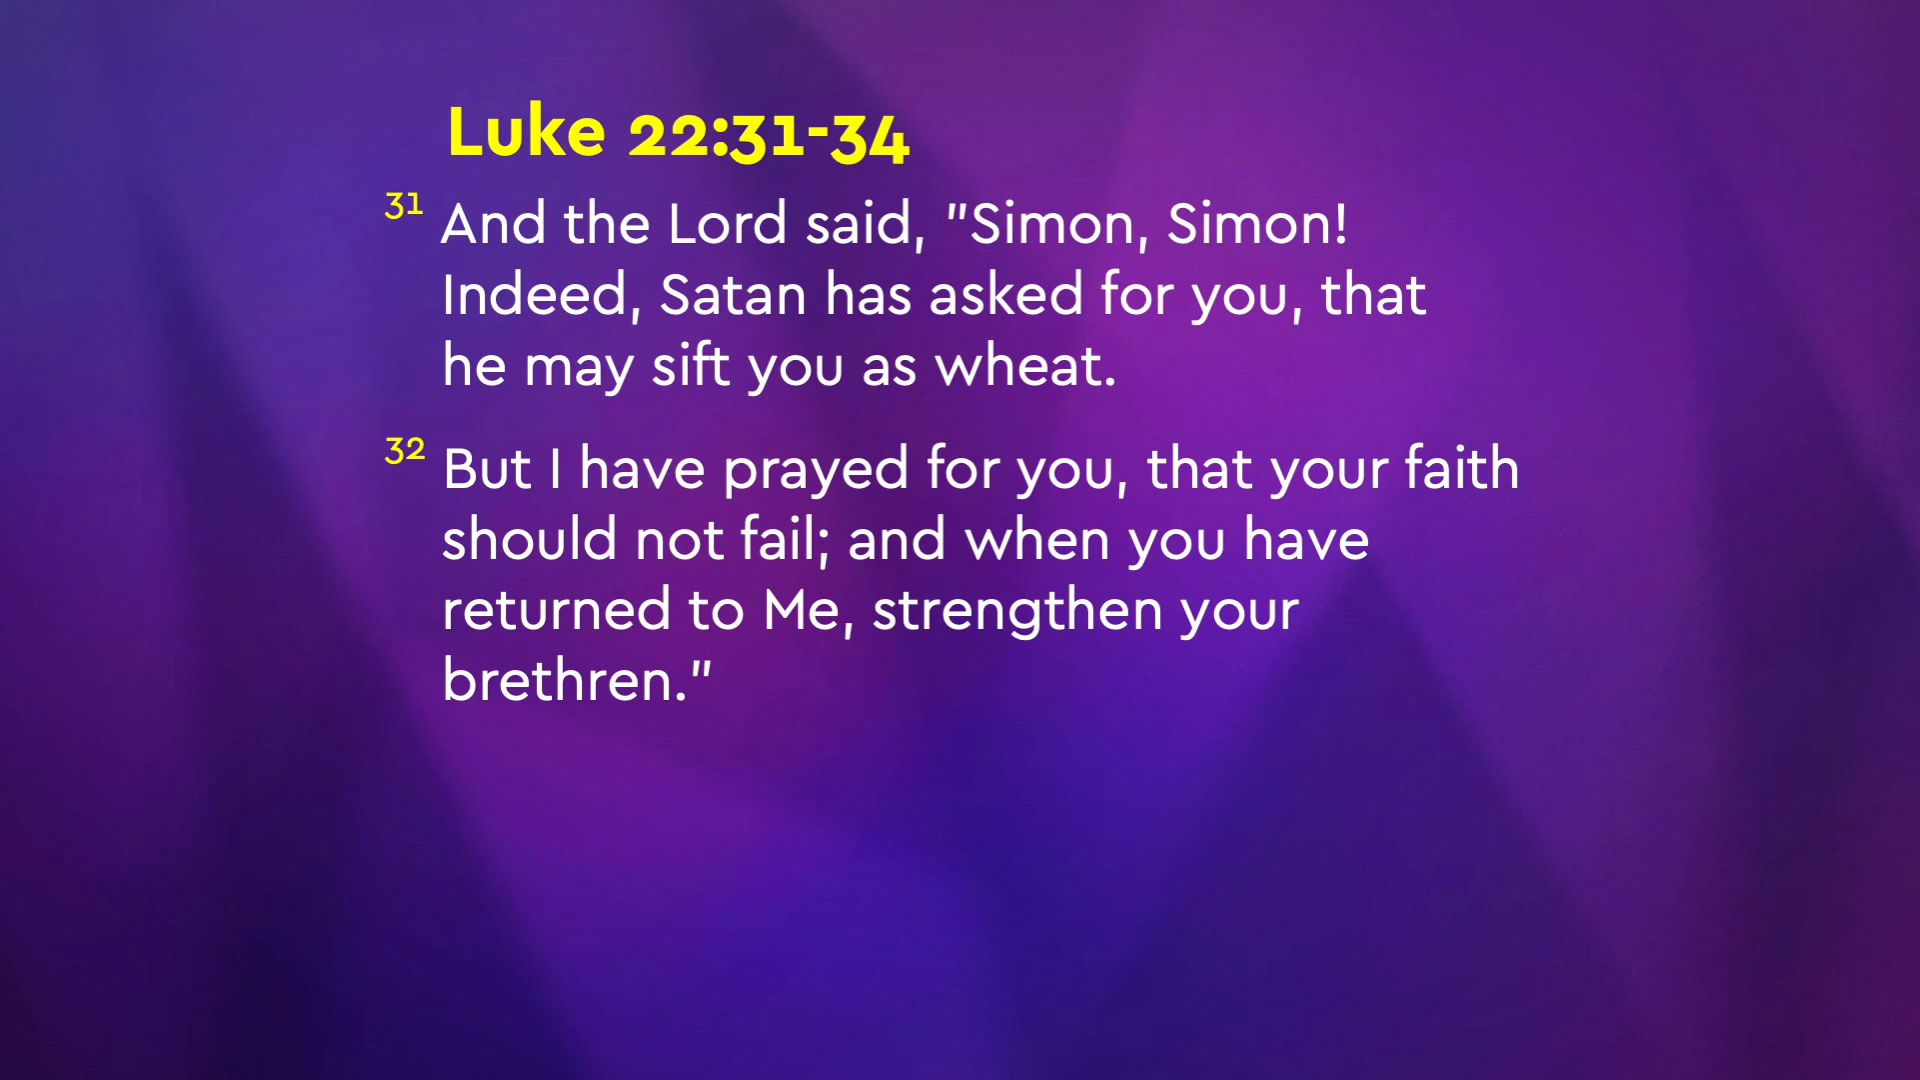 Luke 22:31-34
31 And the Lord said, "Simon, Simon!
Indeed, Satan has asked for you, that
he may sift you as wheat.
32 But I have prayed for you, that your faith
should not fail; and when you have
returned to Me, strengthen your
brethren."